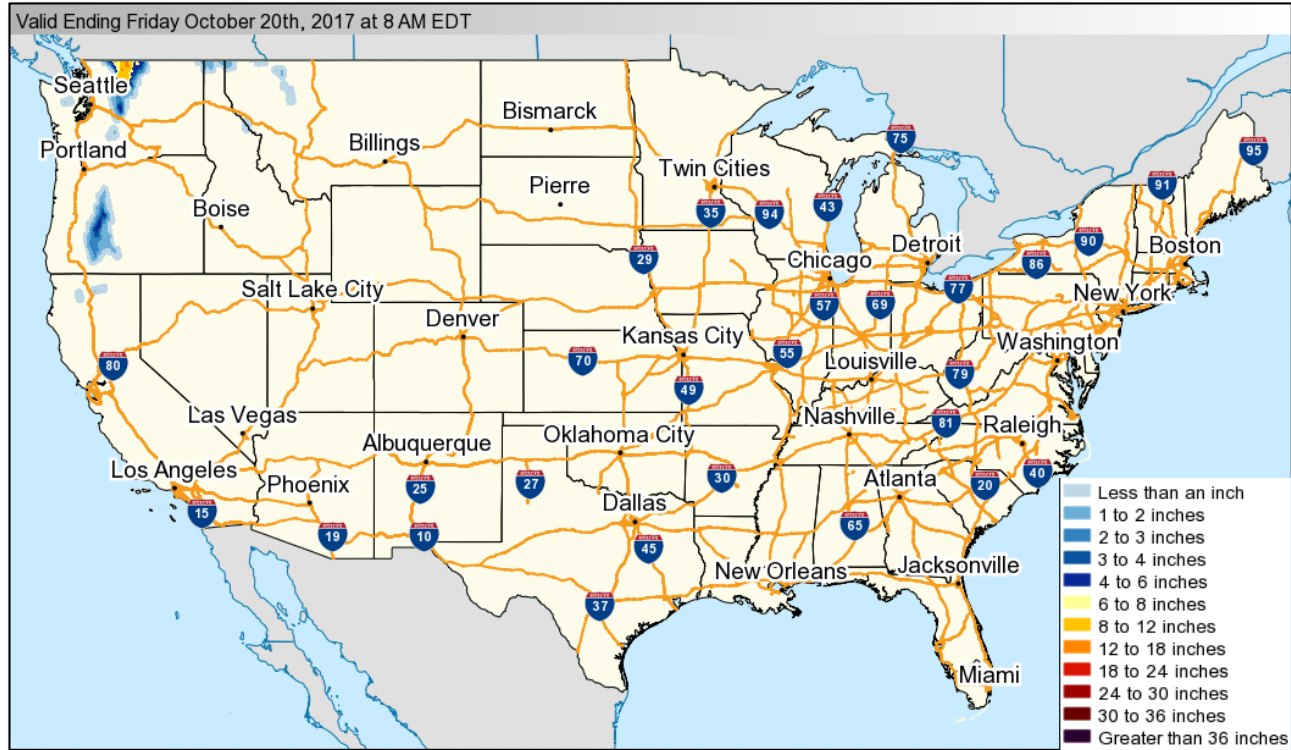 Valid Ending Friday October 20th, 2017 at 8 AM EDT
Seattle
Portland
Billings
Bismarck
Twin Cities
75
95
91
Pierre
Boise
35
94
43
90
Boston
Detroit
86
29
Chicago
Salt Lake City
57
69
77
New York
Denver
Kansas City
Washington
80
70
55
Louisville
79
49
Las Vegas
Nashville
81
Raleigh
Albuquerque
Oklahoma City
Los Angeles
Phoenix
25
27
30
Atlanta
20
40
15
Dallas
65
19
10
45
New Orleans
Jacksonville
37
Miami
Less than an inch
1 to 2 inches
2 to 3 inches
3 to 4 inches
4 to 6 inches
6 to 8 inches
8 to 12 inches
12 to 18 inches
18 to 24 inches
24 to 30 inches
30 to 36 inches
Greater than 36 inches